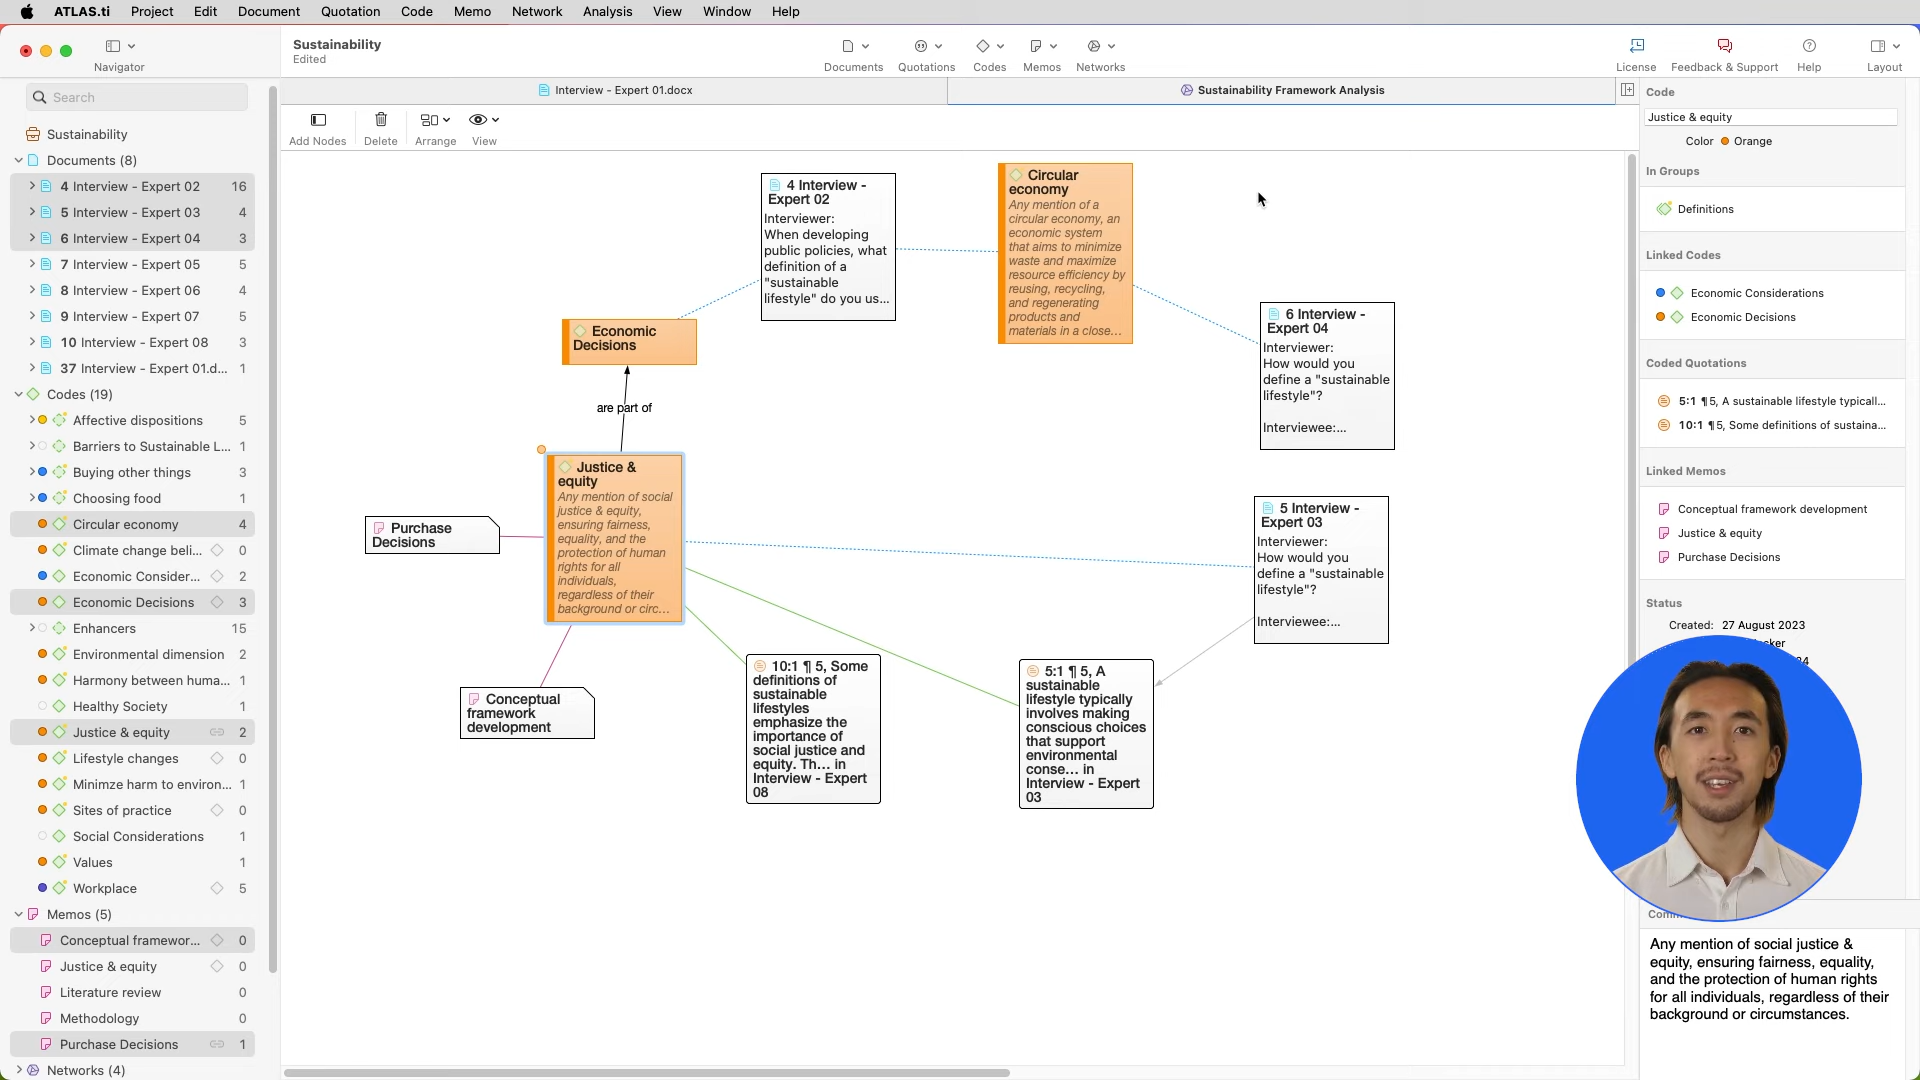 ATLAS.ti Project Edit Document Quotation Code Memo Network Analysis View Window Help
Navigator
Sustainability
Edited
Documents Quotations Codes Memos Networks
License Feedback & Support Help Layout
Search
Sustainability
Documents (8)
4 Interview - Expert 02 16
5 Interview - Expert 03 4
6 Interview - Expert 04 3
7 Interview - Expert 05 5
8 Interview - Expert 06 4
9 Interview - Expert 07 5
10 Interview - Expert 08 3
37 Interview - Expert 01.d... 1
Codes (19)
Affective dispositions 5
Barriers to Sustainable L... 1
Buying other things 3
Choosing food 1
Circular economy 4
Climate change beli... 0
Economic Consider... 2
Economic Decisions 3
Enhancers 15
Environmental dimension 2
Harmony between huma... 1
Healthy Society 1
Justice & equity 2
Lifestyle changes 0
Minimze harm to environ... 1
Sites of practice 0
Social Considerations 1
Values 1
Workplace 5
Memos (5)
Conceptual framewor... 0
Justice & equity 0
Literature review 0
Methodology 0
Purchase Decisions 1
Networks (4)
Interview - Expert 01.docx
Sustainability Framework Analysis
Add Nodes Delete Arrange View
4 Interview -
Expert 02
Interviewer:
When developing
public policies, what
definition of a
"sustainable
lifestyle" do you us...
Circular
economy
Any mention of a
circular economy, an
economic system
that aims to minimize
waste and maximize
resource efficiency by
reusing, recycling,
and regenerating
products and
materials in a close...
6 Interview -
Expert 04
Interviewer:
How would you
define a "sustainable
lifestyle"?
Interviewee:...
Economic
Decisions
are part of
Justice &
equity
Any mention of social
justice & equity,
ensuring fairness,
equality, and the
protection of human
rights for all
individuals,
regardless of their
background or circ...
Purchase
Decisions
5 Interview -
Expert 03
Interviewer:
How would you
define a "sustainable
lifestyle"?
Interviewee:...
Conceptual
framework
development
10:1 ¶ 5, Some
definitions of
sustainable
lifestyles
emphasize the
importance of
social justice and
equity. Th... in
Interview - Expert
08
5:1 ¶ 5, A
sustainable
lifestyle typically
involves making
conscious choices
that support
environmental
conse... in
Interview - Expert
03
Code
Justice & equity
Color Orange
In Groups
Definitions
Linked Codes
Economic Considerations
Economic Decisions
Coded Quotations
5:1 ¶ 5, A sustainable lifestyle typicall...
10:1 ¶ 5, Some definitions of sustaina...
Linked Memos
Conceptual framework development
Justice & equity
Purchase Decisions
Status
Created: 27 August 2023
Any mention of social justice &
equity, ensuring fairness, equality,
and the protection of human rights
for all individuals, regardless of their
background or circumstances.